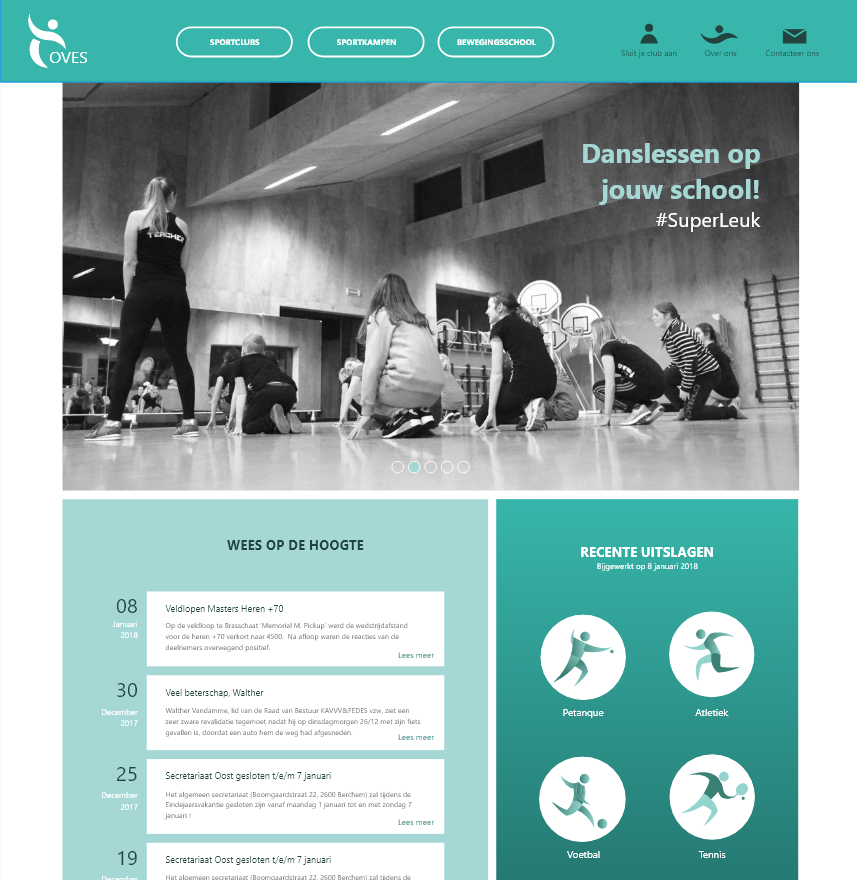 OVES
SPORTCLUBS
SPORTKAMPEN
BEWEGINGSSCHOOL
Sluit je club aan
Over ons
Contacteer ons
Danslessen op
jouw school!
#SuperLeuk
TEACHER
WEES OP DE HOOGTE
08
Januari
2018
Veldlopen Masters Heren +70
Op de veldloop te Brasschaat 'Memorial M. Pickup' werd de wedstrijdafstand
voor de heren +70 verkort naar 4500. Na afloop waren de reacties van de
deelnemers overwegend positief.
Lees meer
30
December
2017
Veel beterschap, Walther
Walther Vandamme, lid van de Raad van Bestuur KAVVV&FEDES vzw, ziet een
zeer zware revalidatie tegemoet nadat hij op dinsdagmorgen 26/12 met zijn fiets
gevallen is, doordat een auto hem de weg had afgesneden.
Lees meer
25
December
2017
Secretariaat Oost gesloten t/e/m 7 januari
Het algemeen secretariaat (Boomgaardstraat 22, 2600 Berchem) zal tijdens de
Eindejaarsvakantie gesloten zijn vanaf maandag 1 januari tot en met zondag 7
januari !
Lees meer
19
December
Secretariaat Oost gesloten t/e/m 7 januari
Het algemeen secretariaat (Boomgaardstraat 22, 2600 Berchem) zal tijdens de
RECENTE UITSLAGEN
Bijgewerkt op 8 januari 2018
Petanque
Atletiek
Voetbal
Tennis